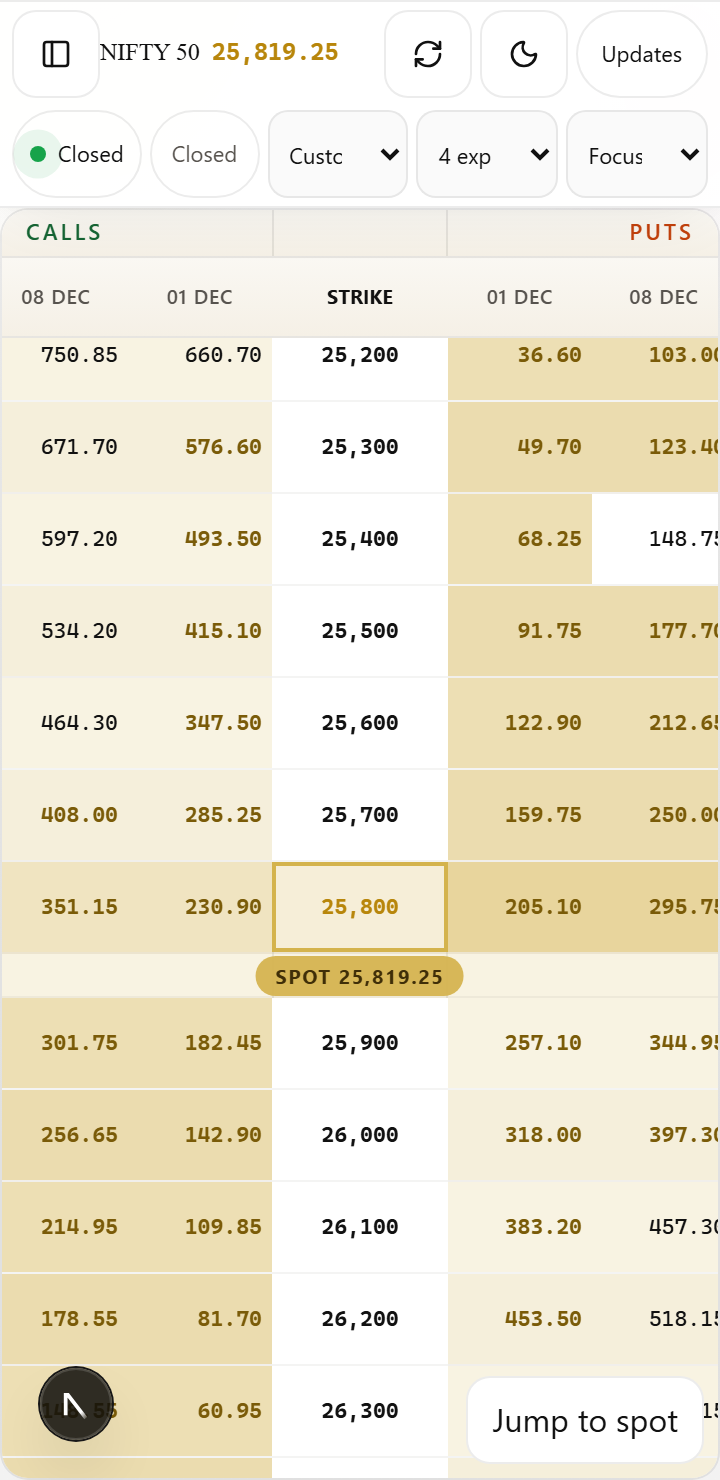 NIFTY 50 25,819.25 Updates
Closed Closed 4 exp Focus
CALLS PUTS
08 DEC 01 DEC STRIKE 01 DEC 08 DEC
750.85 660.70 25,200 36.60
671.70 576.60 25,300 49.70
597.20 493.50 25,400 68.25
534.20 415.10 25,500 91.75
464.30 347.50 25,600 122.90
408.00 285.25 25,700 159.75
351.15 230.90 25,800 205.10
SPOT 25,819.25
301.75 182.45 25,900 257.10
256.65 142.90 26,000 318.00
214.95 109.85 26,100 383.20
178.55 81.70 26,200 453.50
60.95 26,300
Jump to spot